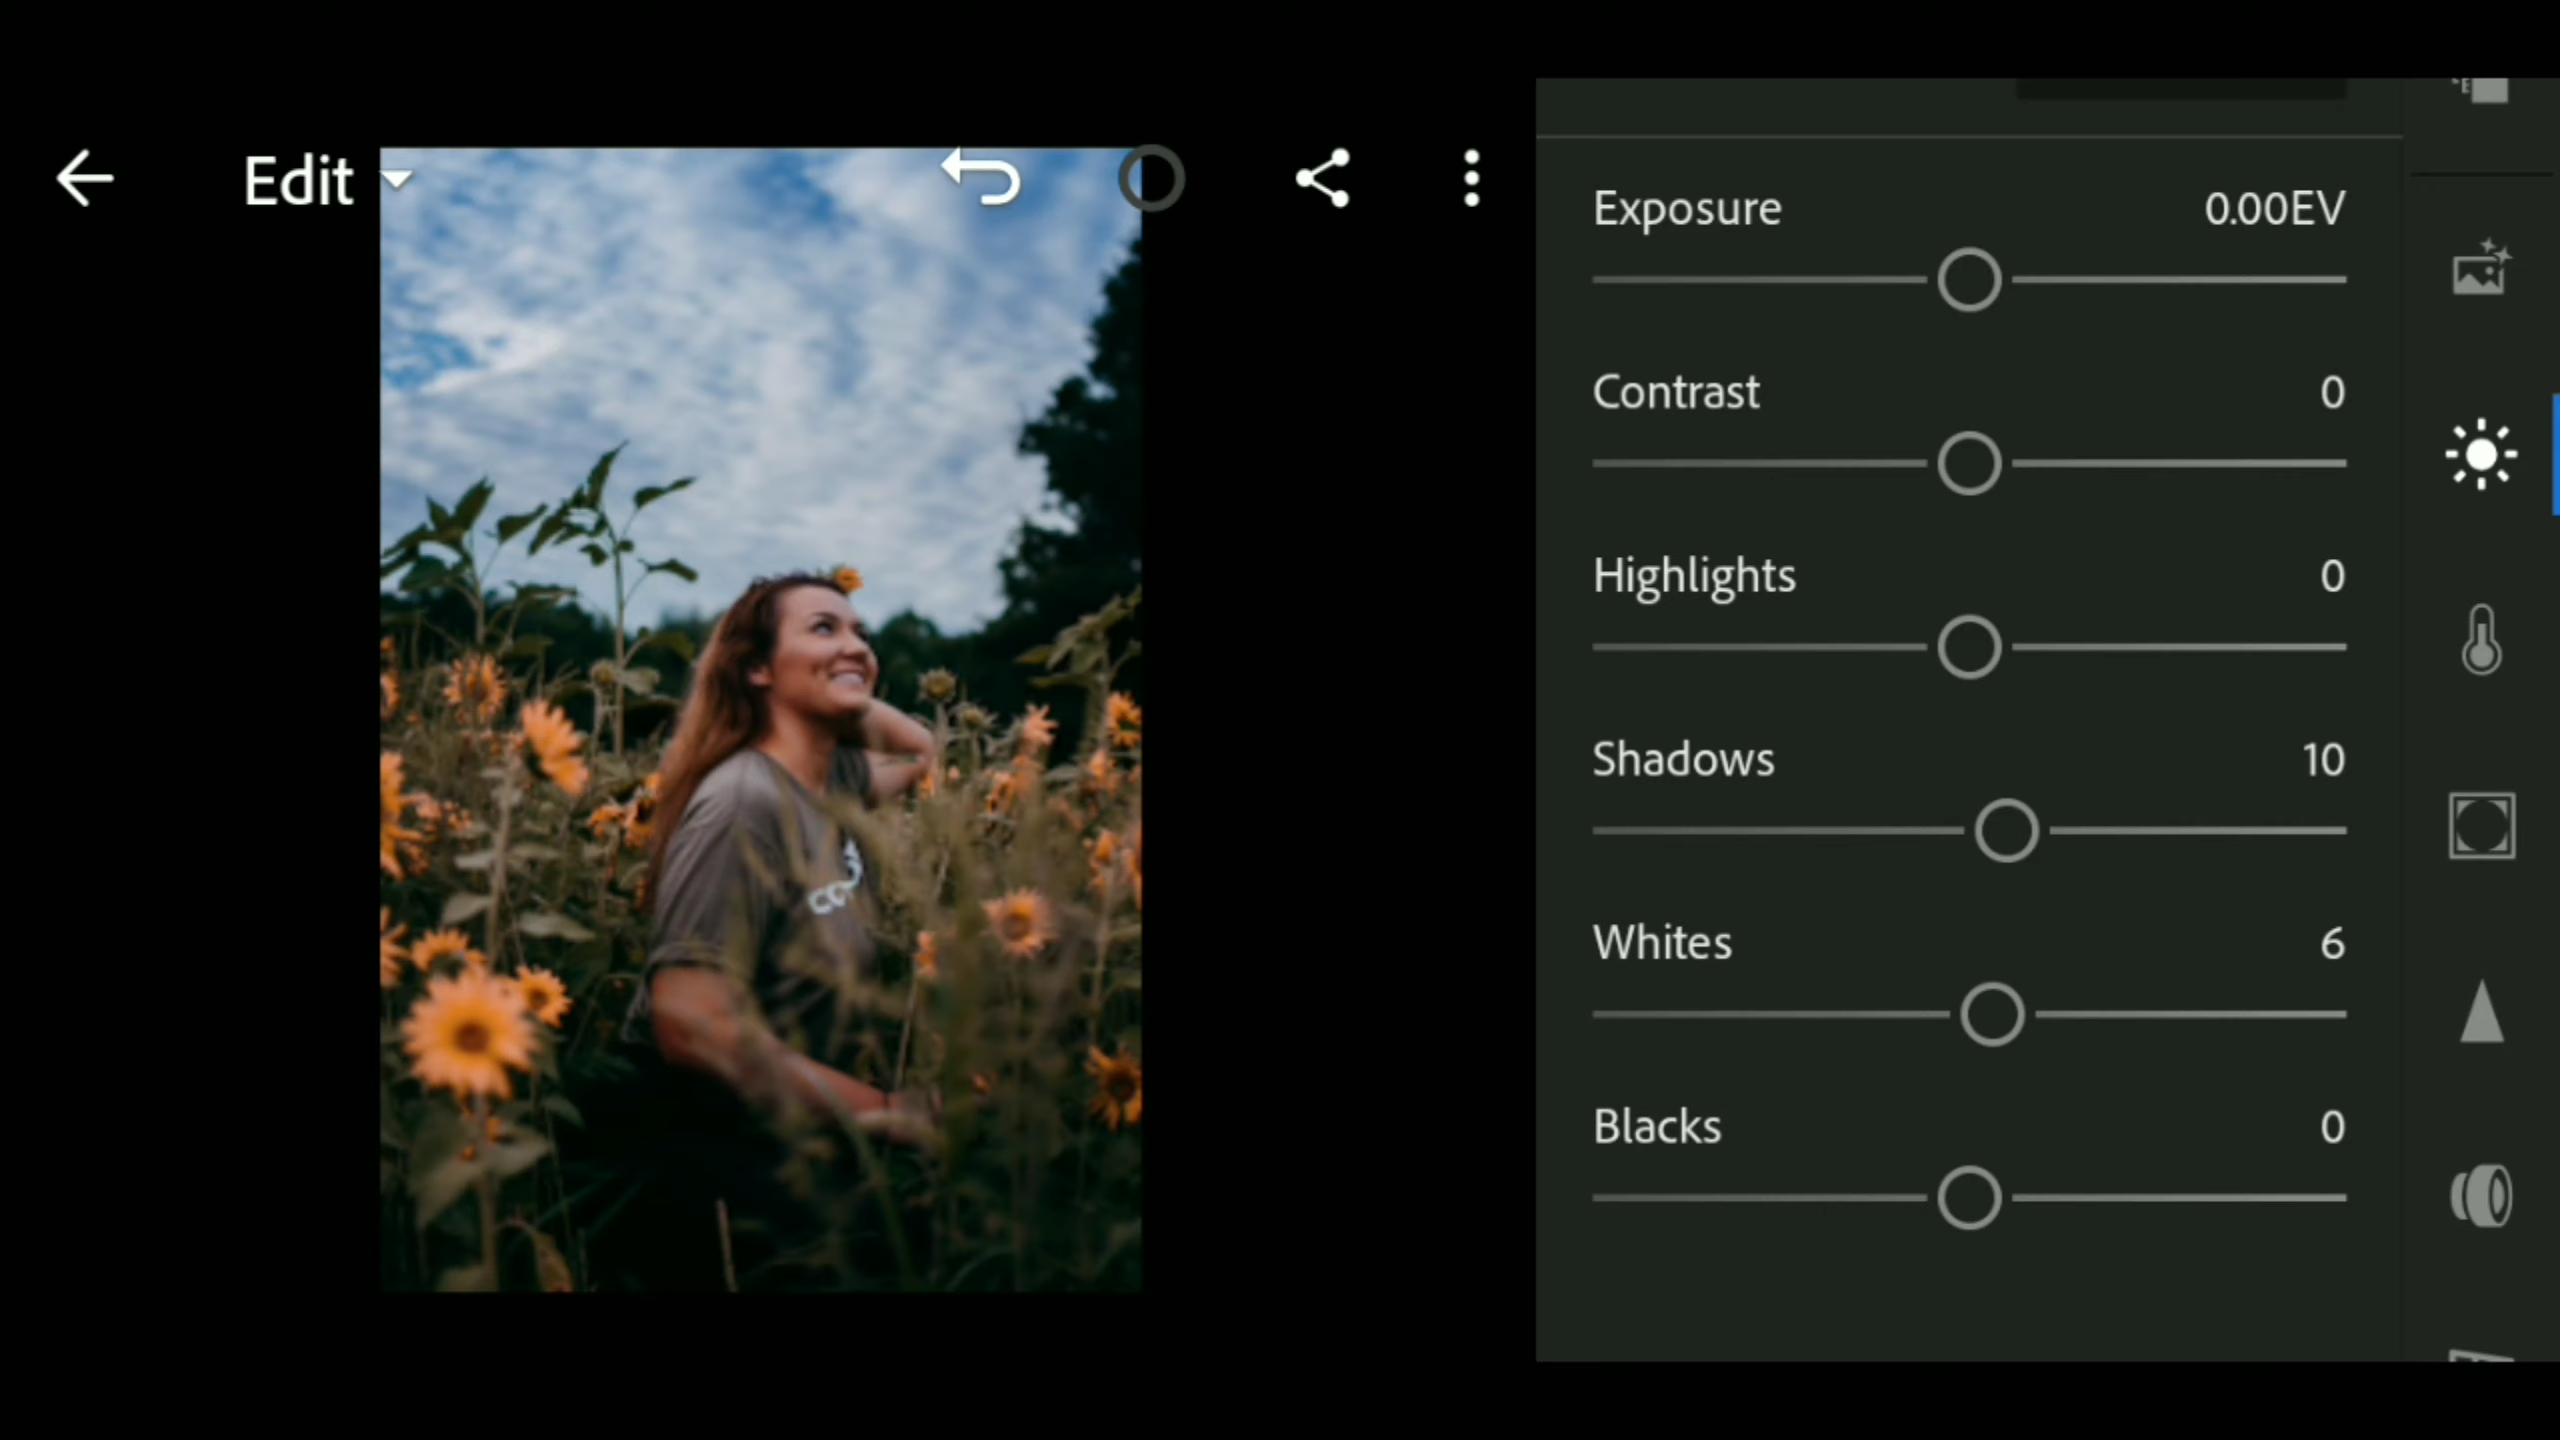 Edit
Exposure 0.00EV
Contrast 0
Highlights 0
Shadows 10
Whites 6
Blacks 0